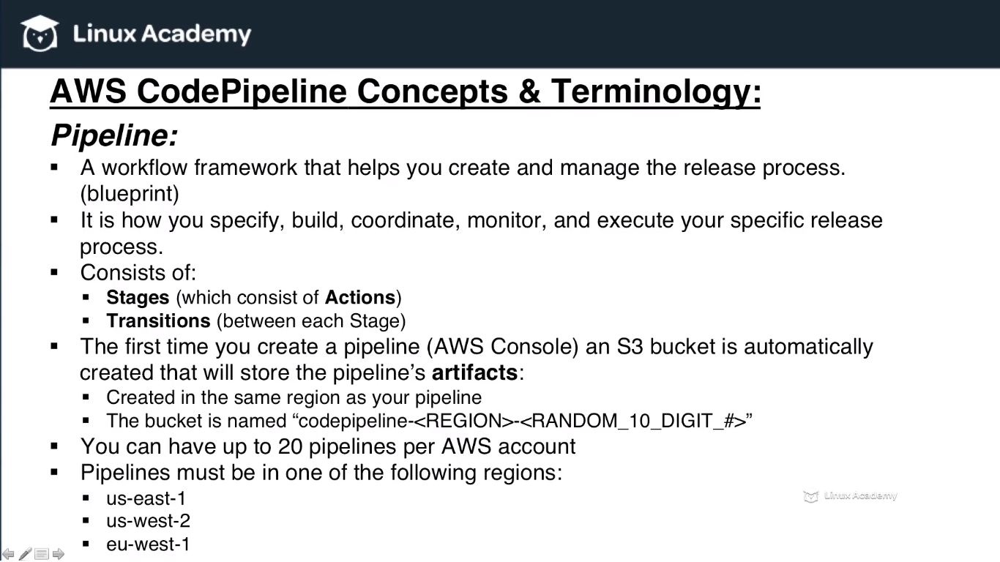 Linux Academy
AWS CodePipeline Concepts & Terminology:
Pipeline:
▪ A workflow framework that helps you create and manage the release process.
(blueprint)
▪ It is how you specify, build, coordinate, monitor, and execute your specific release
process.
▪ Consists of:
▪ Stages (which consist of Actions)
▪ Transitions (between each Stage)
▪ The first time you create a pipeline (AWS Console) an S3 bucket is automatically
created that will store the pipeline’s artifacts:
▪ Created in the same region as your pipeline
▪ The bucket is named “codepipeline-<REGION>-<RANDOM_10_DIGIT_#>”
▪ You can have up to 20 pipelines per AWS account
▪ Pipelines must be in one of the following regions:
▪ us-east-1
Linux Academy
▪ us-west-2
▪ eu-west-1